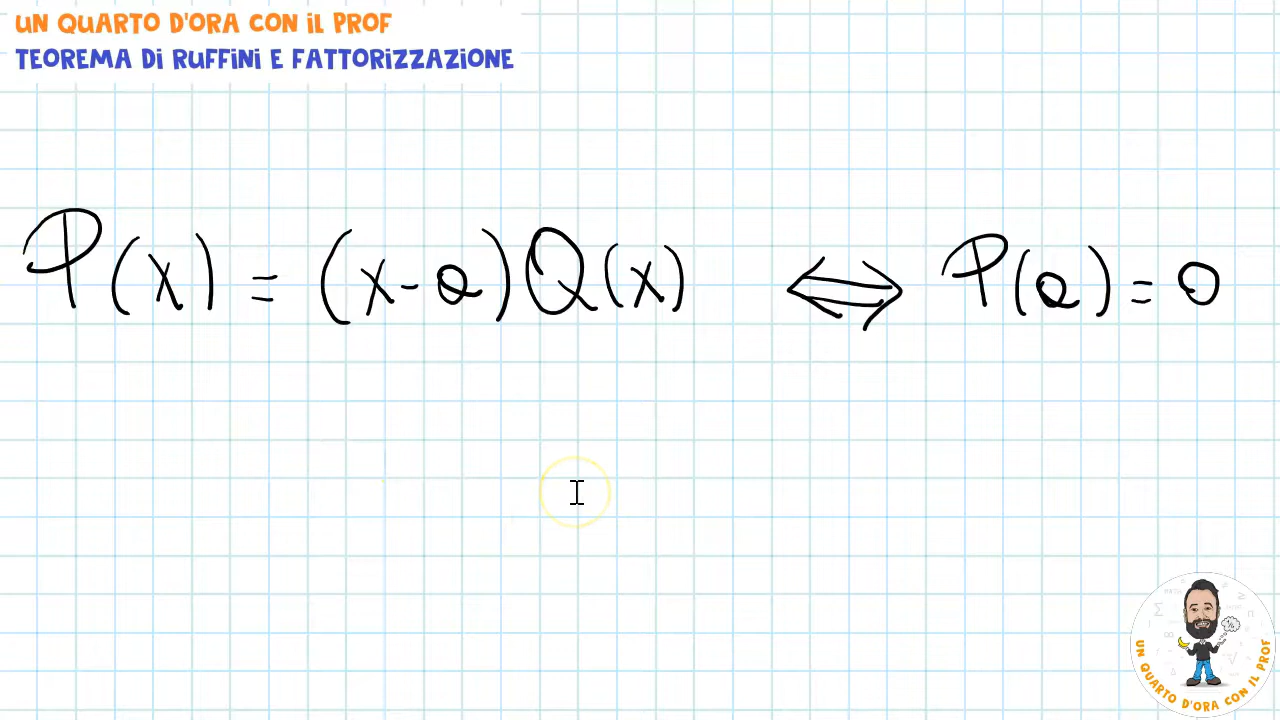 UN QUARTO D'ORA CON IL PROF
TEOREMA DI RUFFINI E FATTORIZZAZIONE
P(x) = (x-a)Q(x) ⟺ P(a) = 0
UN QUARTO D'ORA CON IL PROF